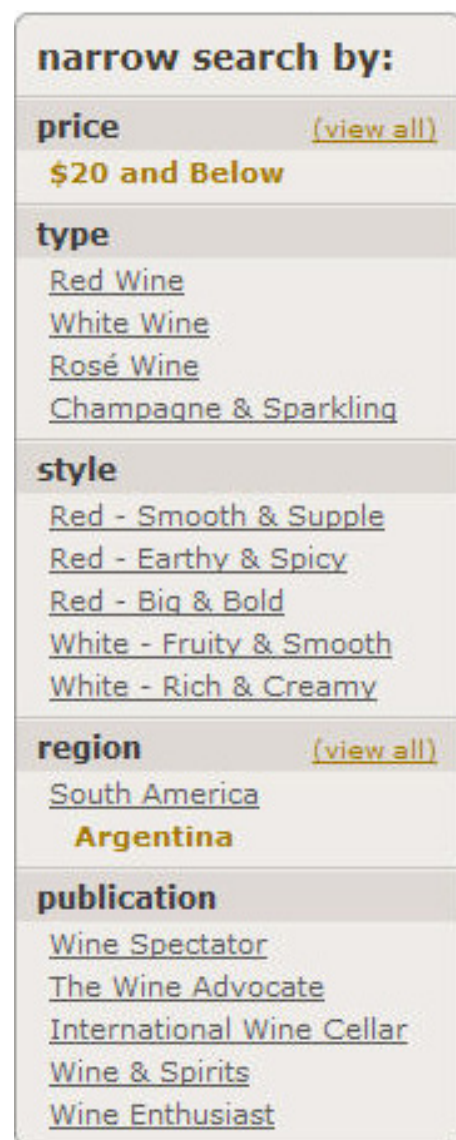 narrow search by:
price (view all)
$20 and Below
type
Red Wine
White Wine
Rosé Wine
Champagne & Sparkling
style
Red - Smooth & Supple
Red - Earthy & Spicy
Red - Big & Bold
White - Fruity & Smooth
White - Rich & Creamy
region (view all)
South America
Argentina
publication
Wine Spectator
The Wine Advocate
International Wine Cellar
Wine & Spirits
Wine Enthusiast